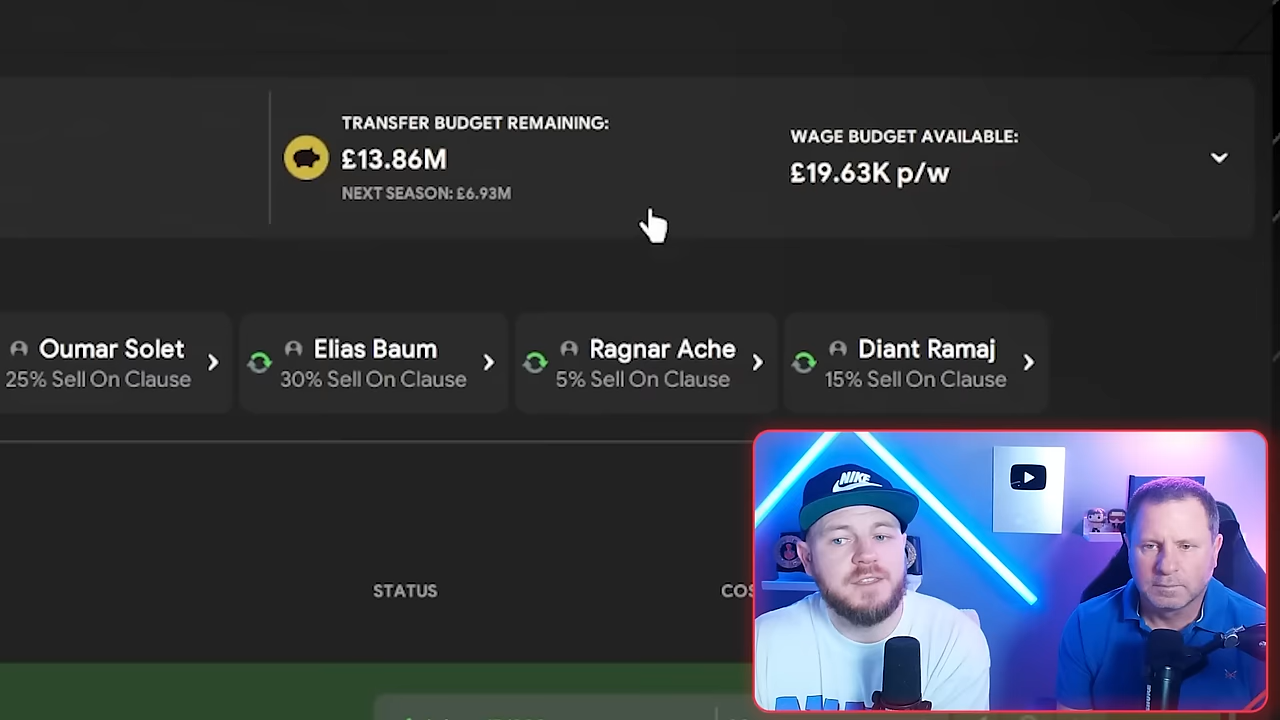 TRANSFER BUDGET REMAINING:
£13.86M
NEXT SEASON: £6.93M
WAGE BUDGET AVAILABLE:
£19.63K p/w
Oumar Solet
25% Sell On Clause
Elias Baum
30% Sell On Clause
Ragnar Ache
5% Sell On Clause
Diant Ramaj
15% Sell On Clause
STATUS
NIKE